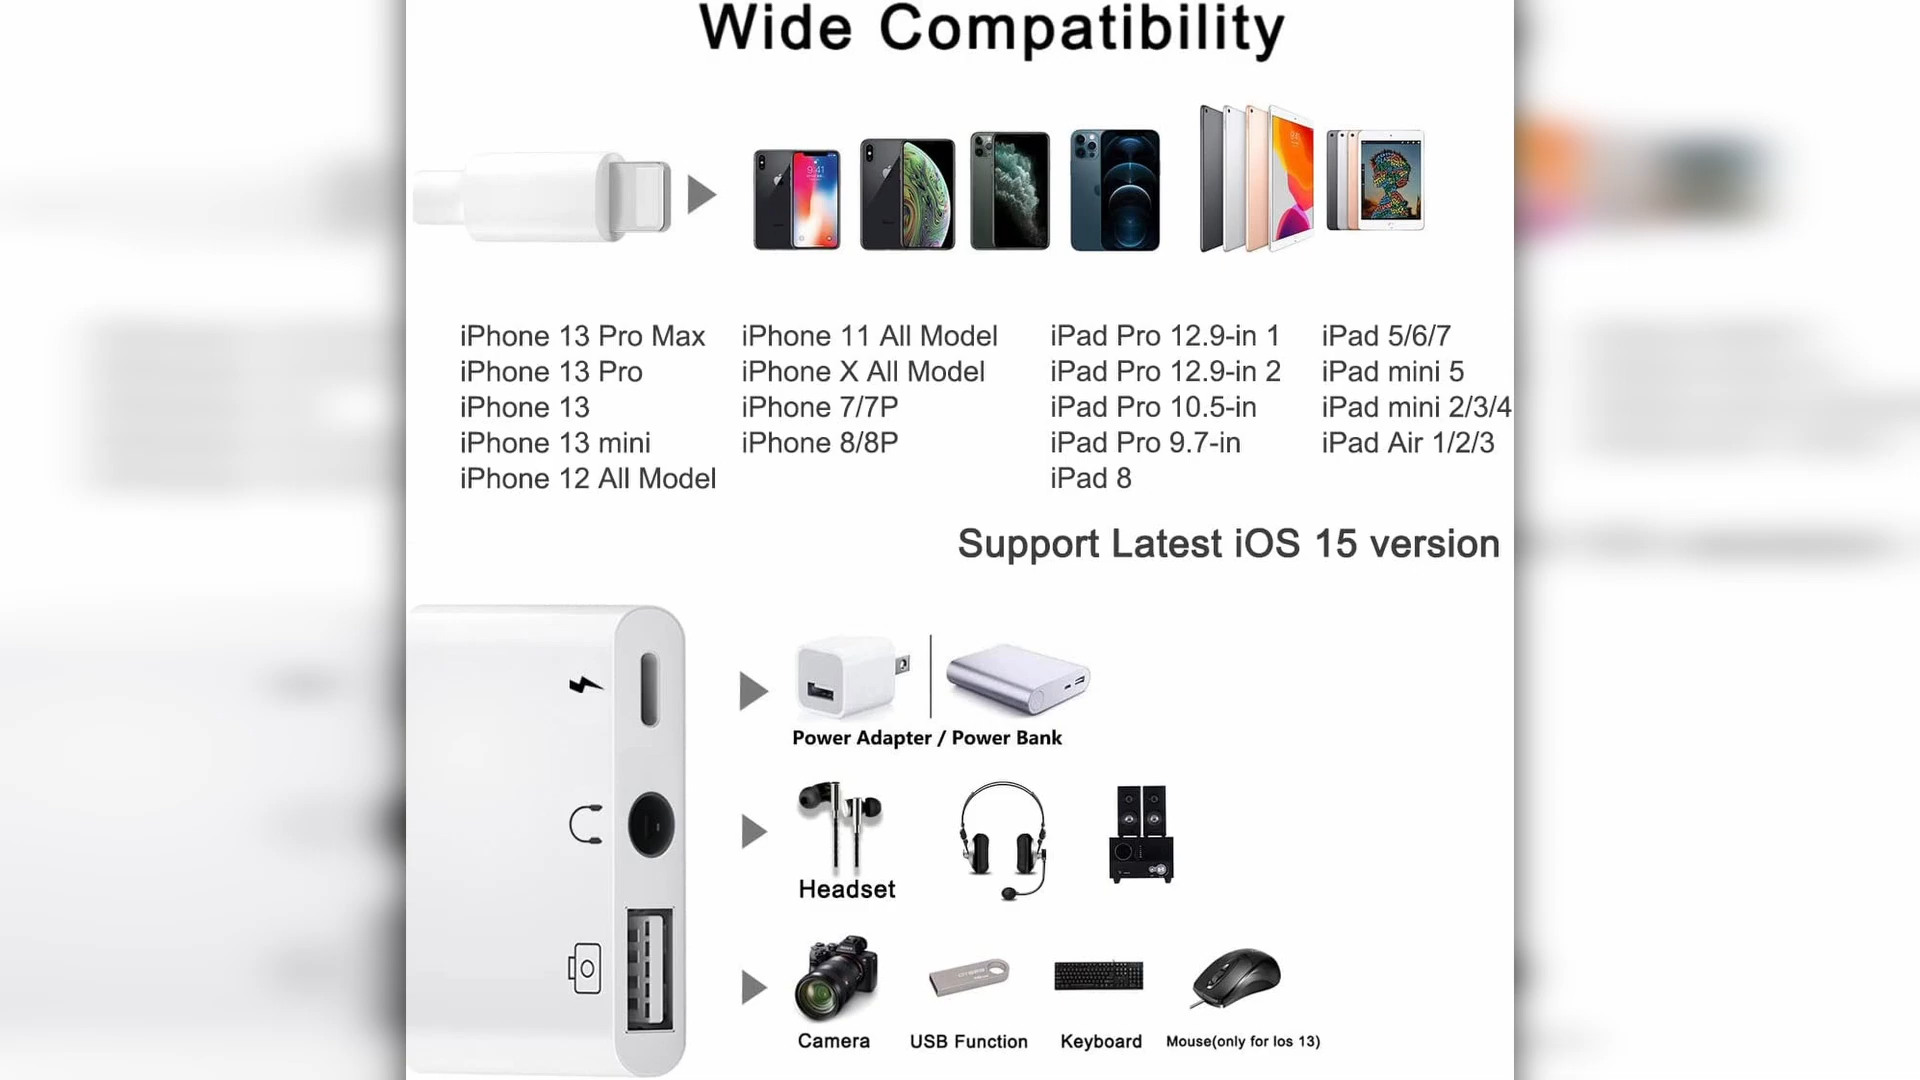 Wide Compatibility
9:41
iPhone 13 Pro Max
iPhone 13 Pro
iPhone 13
iPhone 13 mini
iPhone 12 All Model
iPhone 11 All Model
iPhone X All Model
iPhone 7/7P
iPhone 8/8P
iPad Pro 12.9-in 1
iPad Pro 12.9-in 2
iPad Pro 10.5-in
iPad Pro 9.7-in
iPad 8
iPad 5/6/7
iPad mini 5
iPad mini 2/3/4
iPad Air 1/2/3
Support Latest iOS 15 version
Power Adapter / Power Bank
Headset
Camera
USB Function
Keyboard
Mouse(only for Ios 13)